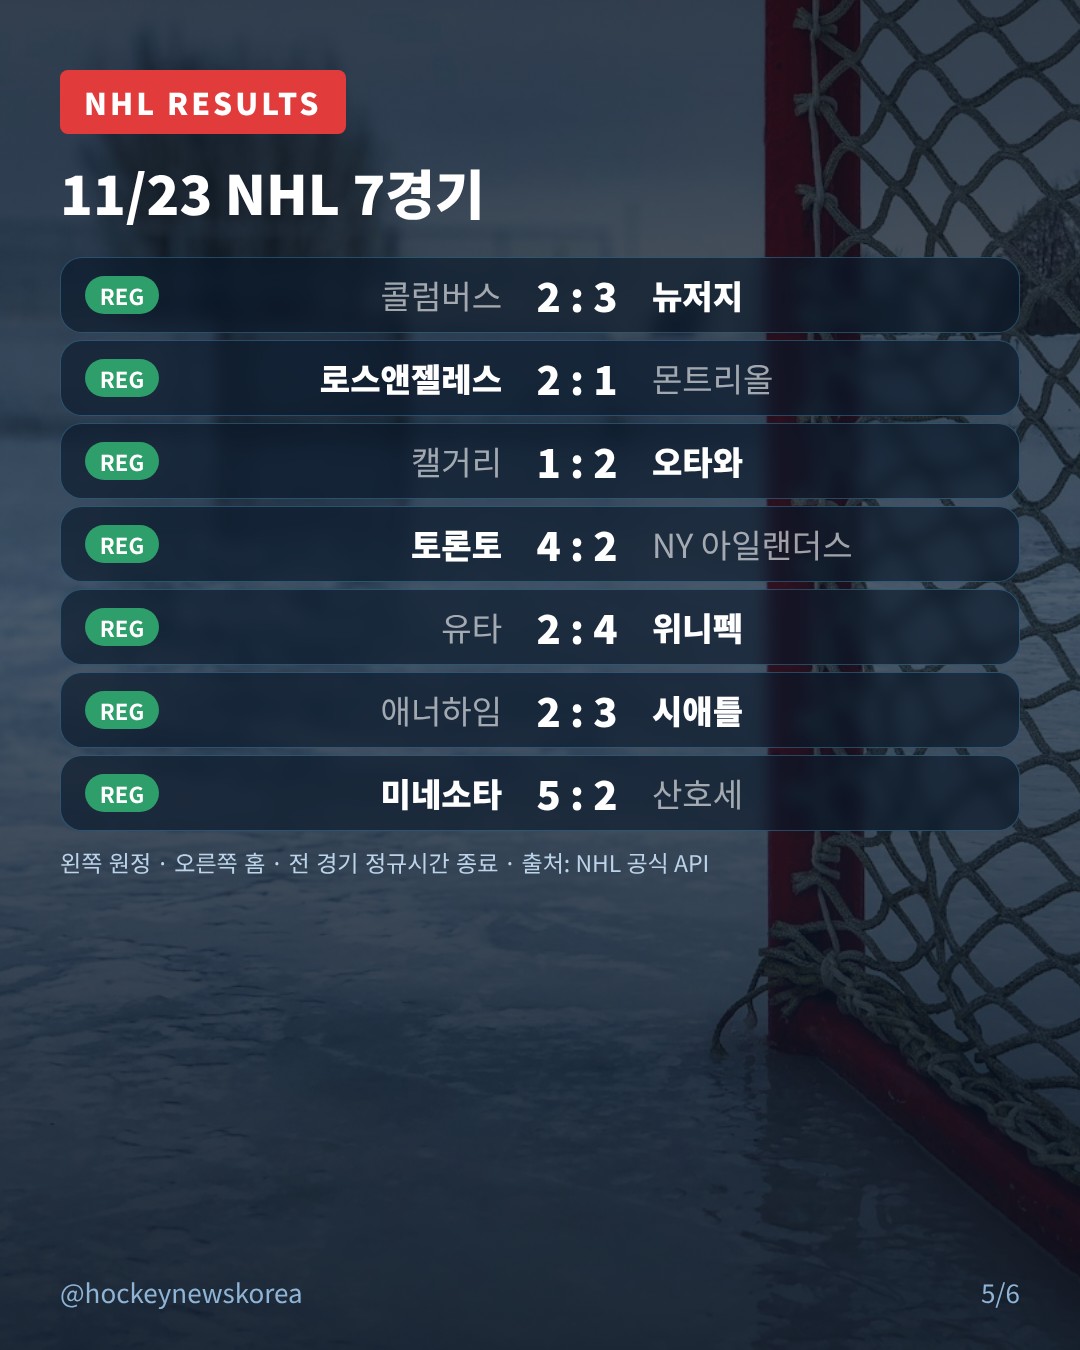 NHL RESULTS
11/23 NHL 7경기
REG 콜럼버스 2 : 3 뉴저지
REG 로스앤젤레스 2 : 1 몬트리올
REG 캘거리 1 : 2 오타와
REG 토론토 4 : 2 NY 아일랜더스
REG 유타 2 : 4 위니펙
REG 애너하임 2 : 3 시애틀
REG 미네소타 5 : 2 산호세
왼쪽 원정 · 오른쪽 홈 · 전 경기 정규시간 종료 · 출처: NHL 공식 API
@hockeynewskorea 5/6